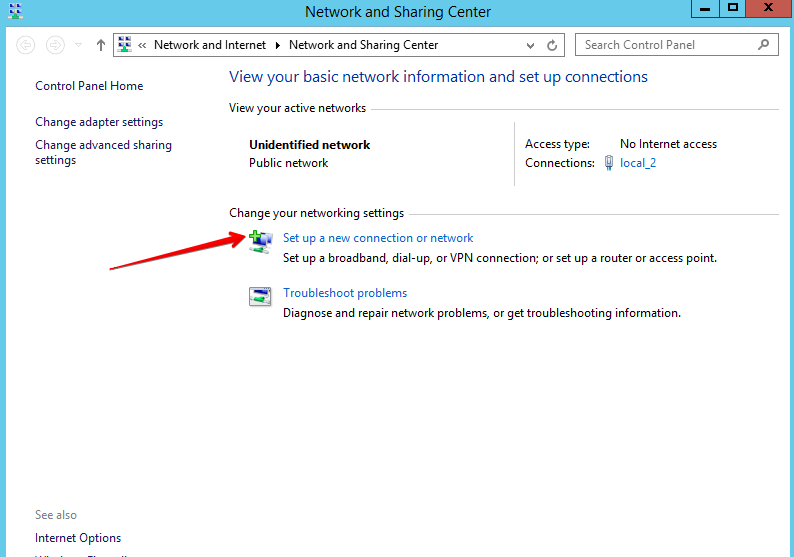 Network and Sharing Center
« Network and Internet Network and Sharing Center
Search Control Panel
Control Panel Home
Change adapter settings
Change advanced sharing
settings
View your basic network information and set up connections
View your active networks
Unidentified network
Public network
Access type: No Internet access
Connections: local_2
Change your networking settings
Set up a new connection or network
Set up a broadband, dial-up, or VPN connection; or set up a router or access point.
Troubleshoot problems
Diagnose and repair network problems, or get troubleshooting information.
See also
Internet Options